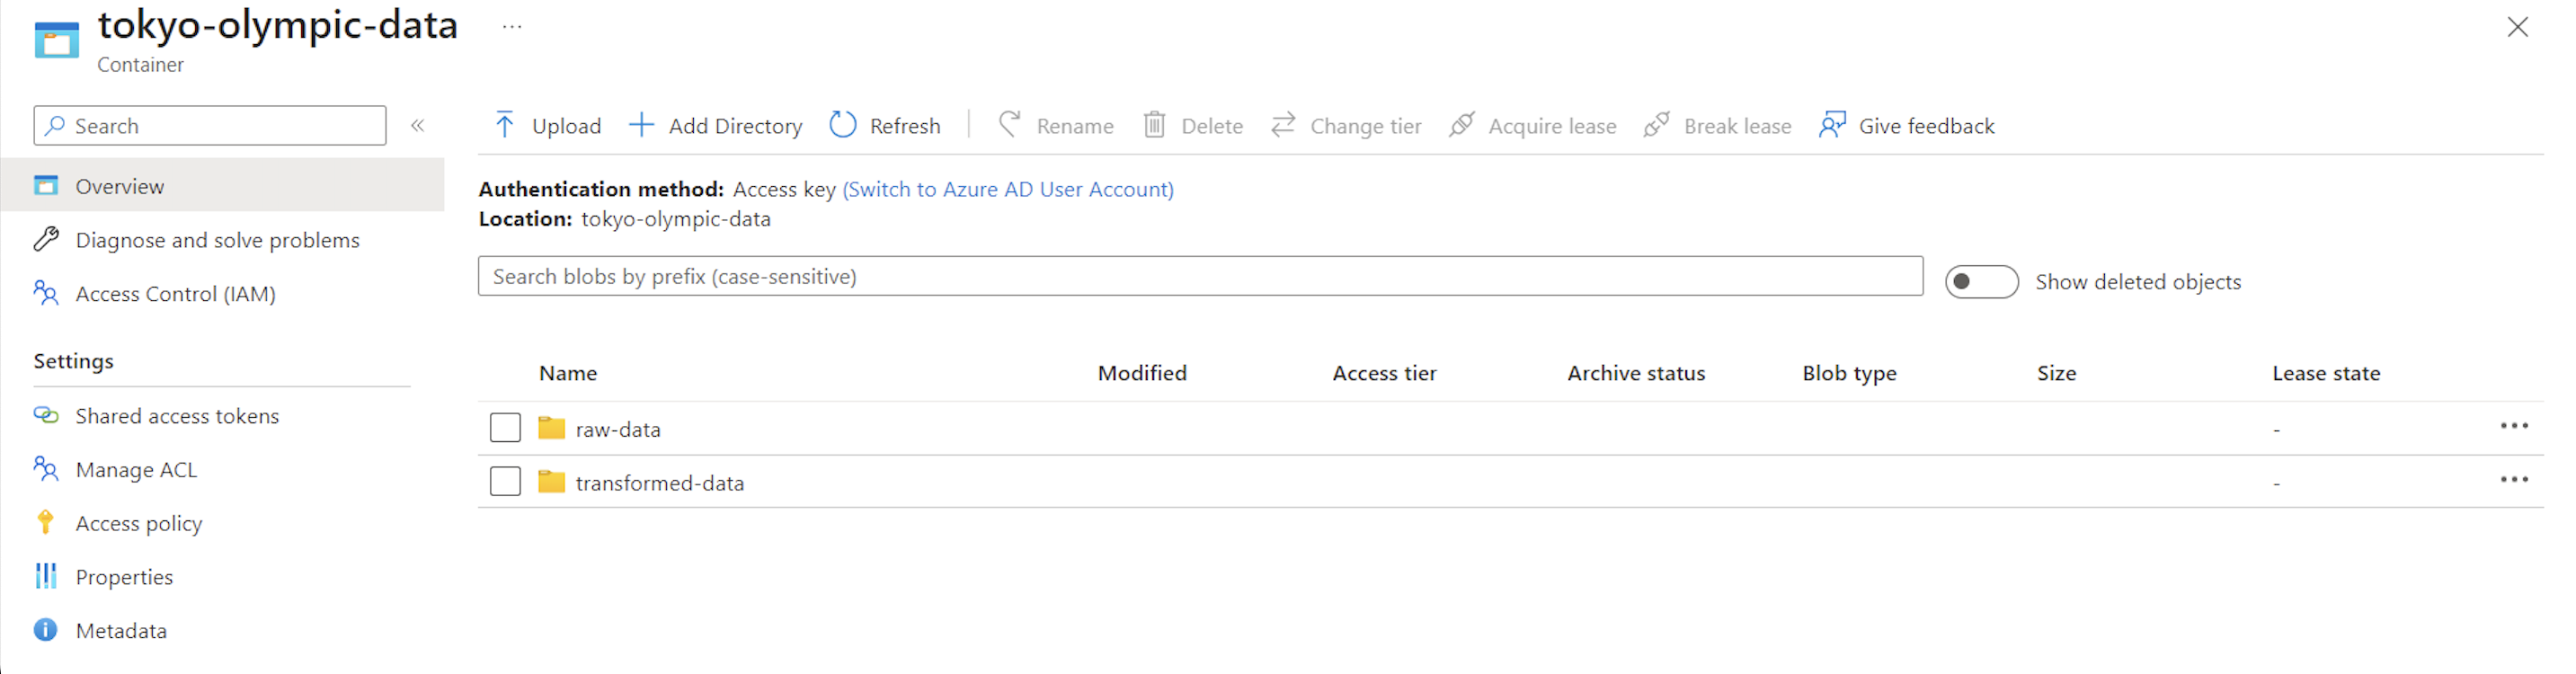 tokyo-olympic-data ...
Container
Search «
Upload Add Directory Refresh Rename Delete Change tier Acquire lease Break lease Give feedback
Overview
Diagnose and solve problems
Access Control (IAM)
Settings
Shared access tokens
Manage ACL
Access policy
Properties
Metadata
Authentication method: Access key (Switch to Azure AD User Account)
Location: tokyo-olympic-data
Search blobs by prefix (case-sensitive) Show deleted objects
Name Modified Access tier Archive status Blob type Size Lease state
raw-data - ...
transformed-data - ...